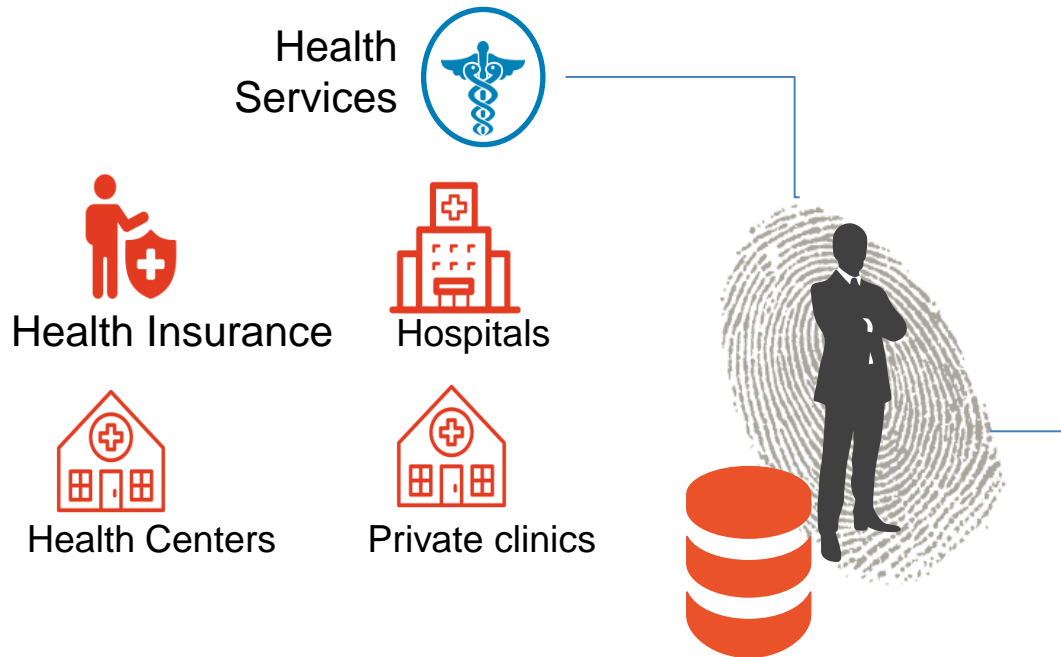 Health
Services
Health Insurance
Hospitals
Health Centers
Private clinics